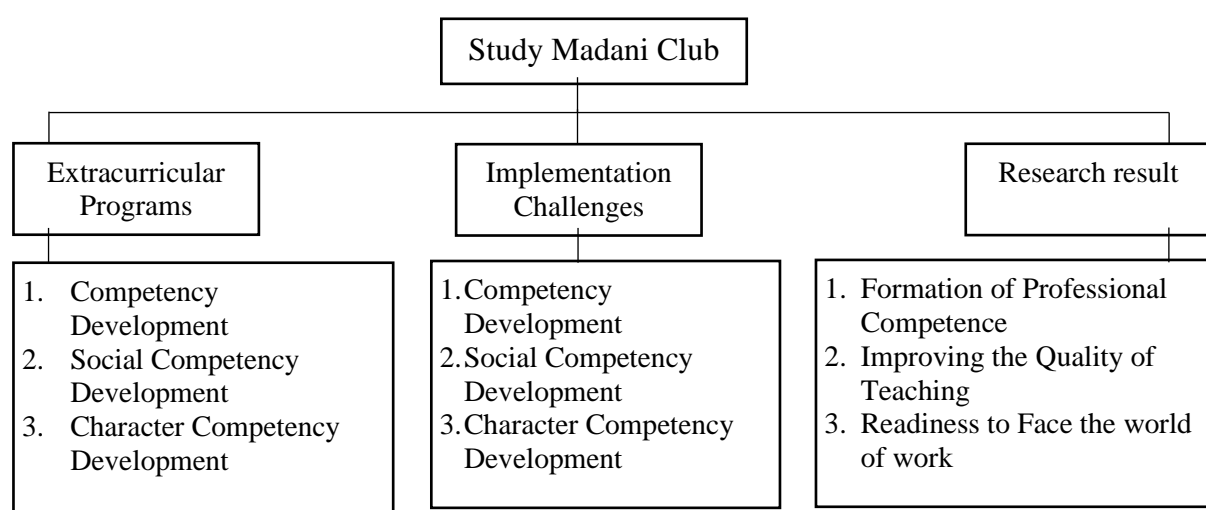 Study Madani Club
Extracurricular
Programs
Implementation
Challenges
Research result
1. Competency
Development
2. Social Competency
Development
3. Character Competency
Development
1. Competency
Development
2. Social Competency
Development
3. Character Competency
Development
1. Formation of Professional
Competence
2. Improving the Quality of
Teaching
3. Readiness to Face the world
of work